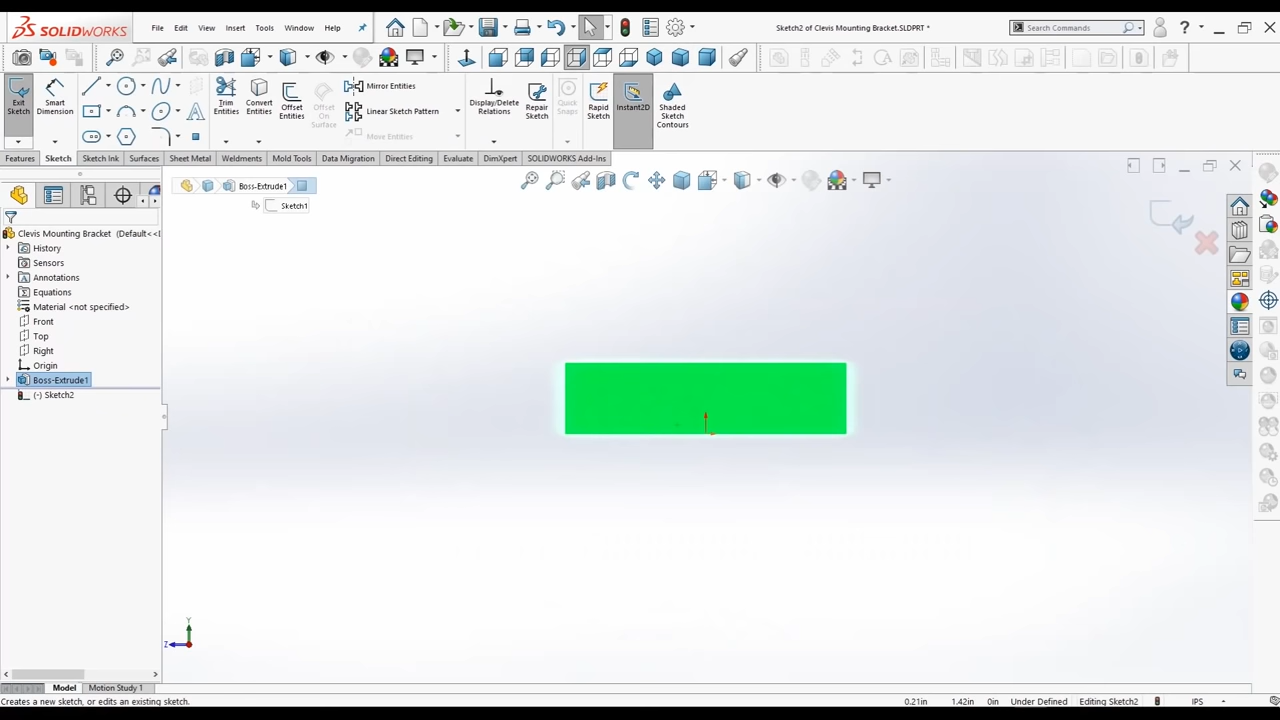 SOLIDWORKS File Edit View Insert Tools Window Help Sketch2 of Clevis Mounting Bracket.SLDPRT * Search Commands ?
Exit Sketch
Smart Dimension
Trim Entities
Convert Entities
Offset Entities
Offset On Surface
Mirror Entities
Linear Sketch Pattern
Move Entities
Display/Delete Relations
Repair Sketch
Quick Snaps
Rapid Sketch
Instant2D
Shaded Sketch Contours
Features Sketch Sketch Ink Surfaces Sheet Metal Weldments Mold Tools Data Migration Direct Editing Evaluate DimXpert SOLIDWORKS Add-Ins
Boss-Extrude1
Sketch1
Clevis Mounting Bracket (Default<<D
History
Sensors
Annotations
Equations
Material <not specified>
Front
Top
Right
Origin
Boss-Extrude1
(-) Sketch2
Y
Z
Model Motion Study 1
Creates a new sketch, or edits an existing sketch. 0.21in 1.42in 0in Under Defined Editing Sketch2 IPS